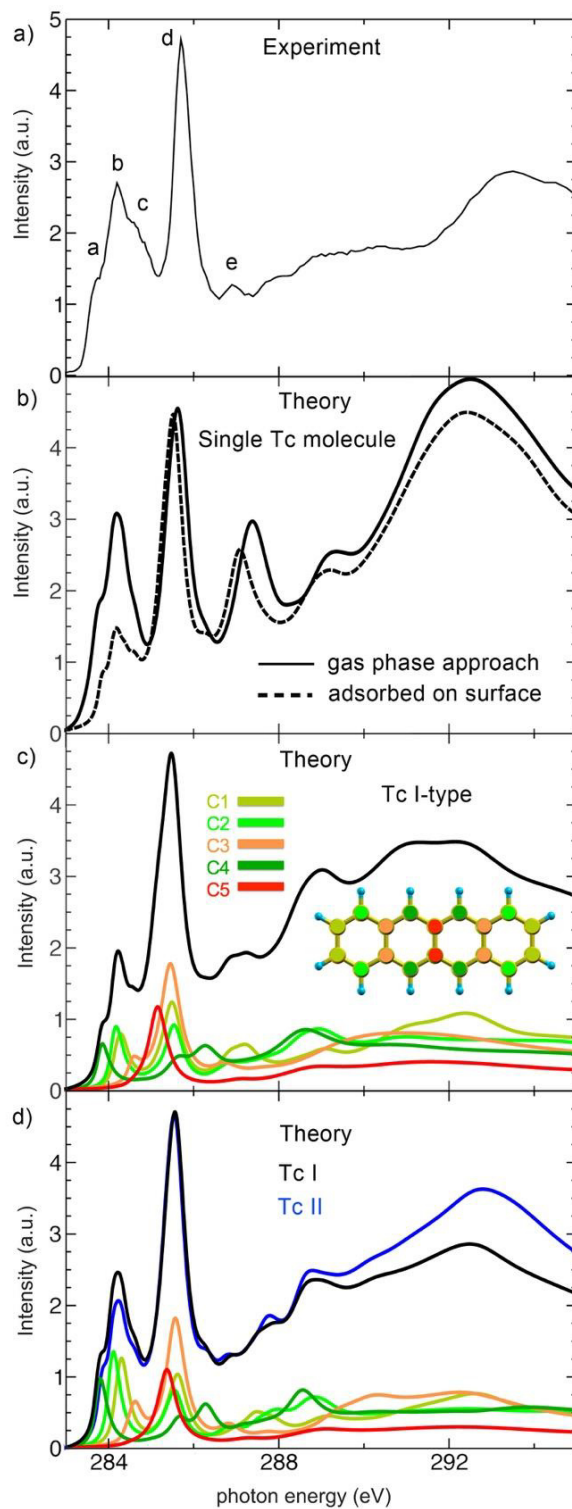 a)
Experiment
a
b
c
d
e
Intensity (a.u.)
5
4
3
2
1
0
b)
Theory
Single Tc molecule
gas phase approach
adsorbed on surface
Intensity (a.u.)
4
3
2
1
0
c)
Theory
Tc I-type
C1
C2
C3
C4
C5
Intensity (a.u.)
4
3
2
1
0
d)
Theory
Tc I
Tc II
Intensity (a.u.)
4
3
2
1
0
284 288 292
photon energy (eV)